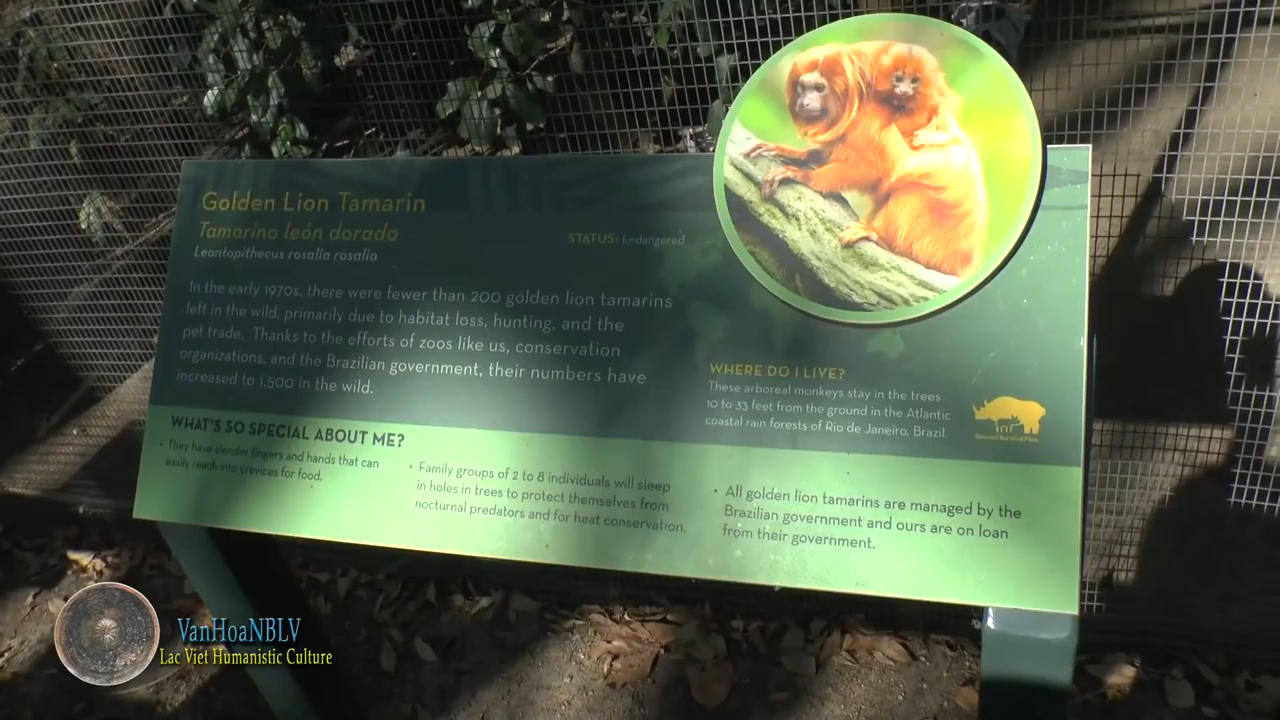 Golden Lion Tamarin
Tamarino león dorado
Leontopithecus rosalia rosalia
STATUS: Endangered
In the early 1970s, there were fewer than 200 golden lion tamarins
left in the wild, primarily due to habitat loss, hunting, and the
pet trade. Thanks to the efforts of zoos like us, conservation
organizations, and the Brazilian government, their numbers have
increased to 1,500 in the wild.
WHERE DO I LIVE?
These arboreal monkeys stay in the trees
10 to 33 feet from the ground in the Atlantic
coastal rain forests of Rio de Janeiro, Brazil.
Species Survival Plan
WHAT'S SO SPECIAL ABOUT ME?
• They have slender fingers and hands that can
easily reach into crevices for food.
• Family groups of 2 to 8 individuals will sleep
in holes in trees to protect themselves from
nocturnal predators and for heat conservation.
• All golden lion tamarins are managed by the
Brazilian government and ours are on loan
from their government.
VanHoaNBLV
Lac Viet Humanistic Culture